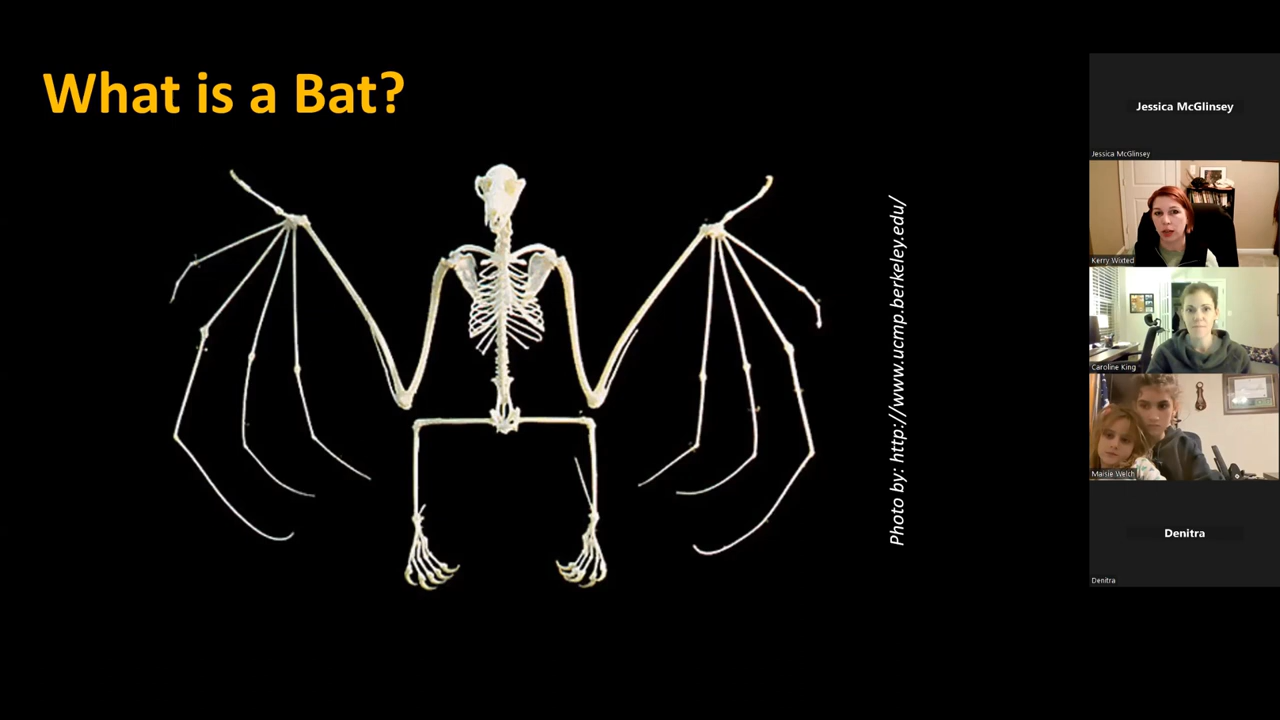 What is a Bat?
Photo by: http://www.ucmp.berkeley.edu/
Jessica McGlinsey
Jessica McGlinsey
Kerry Wixted
Caroline King
Maisie Welch
Denitra
Denitra